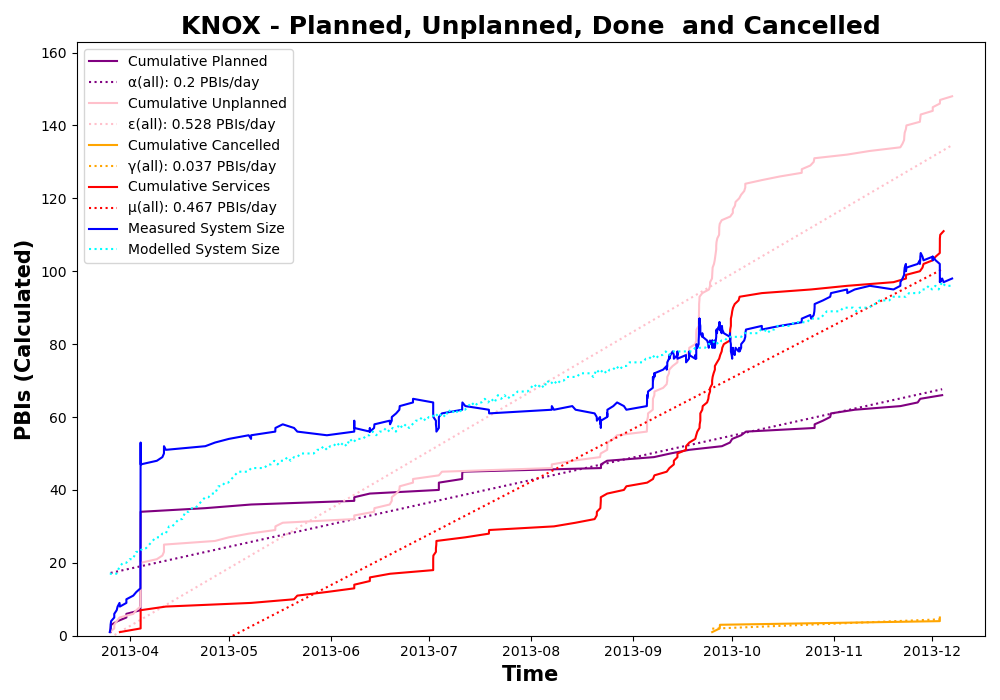 KNOX - Planned, Unplanned, Done  and Cancelled
PBIs (Calculated)
160
140
120
100
80
60
40
20
0
Cumulative Planned
α(all): 0.2 PBIs/day
Cumulative Unplanned
ε(all): 0.528 PBIs/day
Cumulative Cancelled
γ(all): 0.037 PBIs/day
Cumulative Services
μ(all): 0.467 PBIs/day
Measured System Size
Modelled System Size
2013-04 2013-05 2013-06 2013-07 2013-08 2013-09 2013-10 2013-11 2013-12
Time